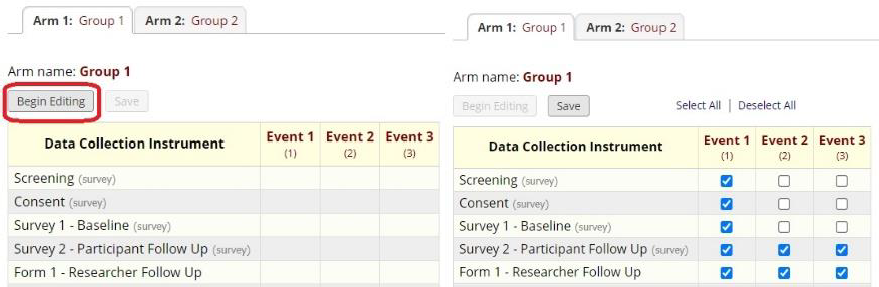 Arm 1: Group 1 Arm 2: Group 2
Arm name: Group 1
Begin Editing Save
Data Collection Instrument Event 1 Event 2 Event 3
(1) (2) (3)
Screening (survey)
Consent (survey)
Survey 1 - Baseline (survey)
Survey 2 - Participant Follow Up (survey)
Form 1 - Researcher Follow Up
Arm 1: Group 1 Arm 2: Group 2
Arm name: Group 1
Begin Editing Save Select All | Deselect All
Data Collection Instrument Event 1 Event 2 Event 3
(1) (2) (3)
Screening (survey)
Consent (survey)
Survey 1 - Baseline (survey)
Survey 2 - Participant Follow Up (survey)
Form 1 - Researcher Follow Up